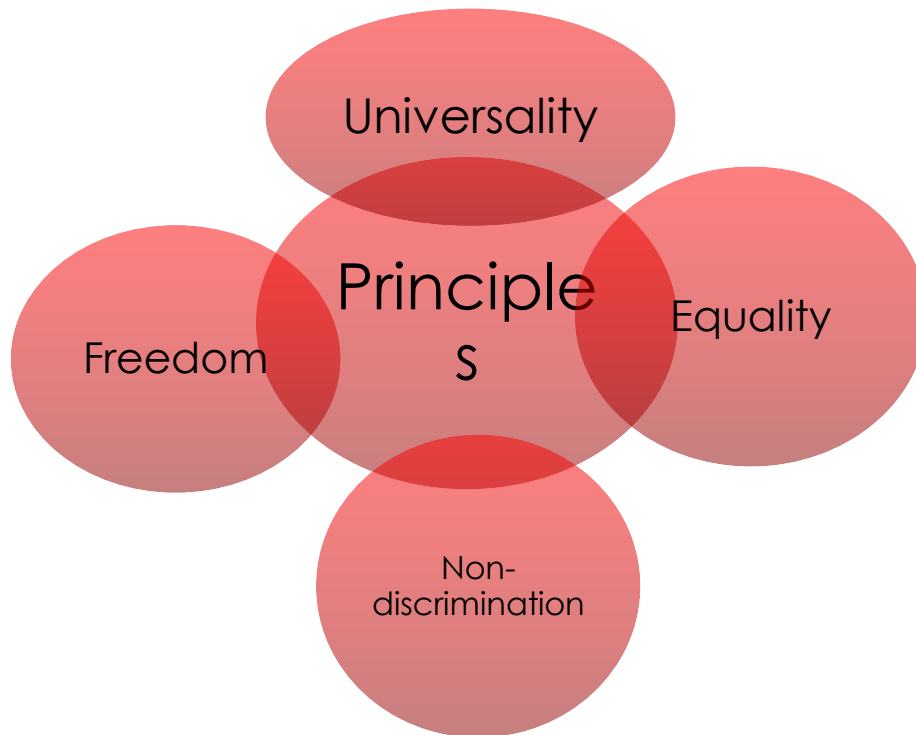 Universality
Principle
s
Equality
Freedom
Non-
discrimination